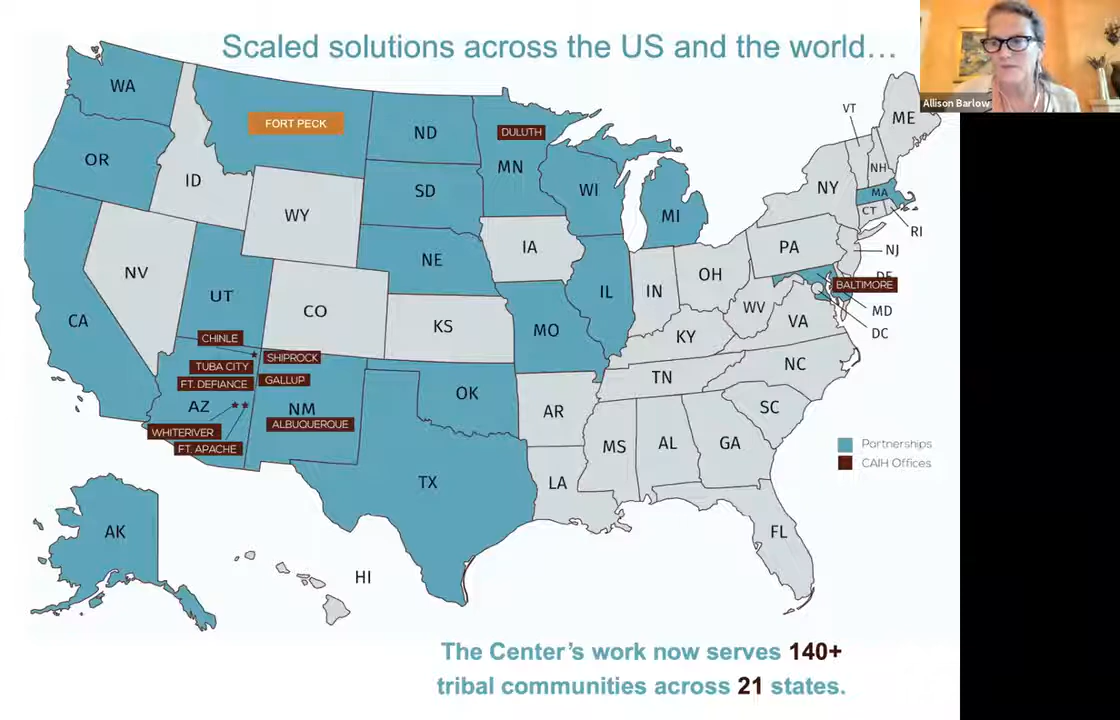 Scaled solutions across the US and the world…
Allison Barlow
WA
OR
CA
ID
NV
UT
AZ
FORT PECK
WY
CO
NM
ND
SD
NE
KS
OK
TX
DULUTH
MN
IA
MO
AR
LA
WI
IL
MI
IN
OH
KY
TN
MS
AL
GA
FL
SC
NC
VA
WV
PA
NY
VT
NH
ME
MA
CT
RI
NJ
DE
BALTIMORE
MD
DC
CHINLE
SHIPROCK
TUBA CITY
GALLUP
FT. DEFIANCE
ALBUQUERQUE
WHITERIVER
FT. APACHE
AK
HI
Partnerships
CAIH Offices
The Center's work now serves 140+
tribal communities across 21 states.